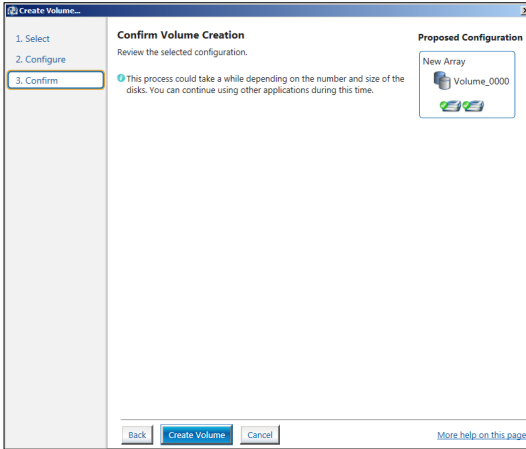 Create Volume...
1. Select
2. Configure
3. Confirm
Confirm Volume Creation
Review the selected configuration.
This process could take a while depending on the number and size of the
disks. You can continue using other applications during this time.
Proposed Configuration
New Array
Volume_0000
Back
Create Volume
Cancel
More help on this page